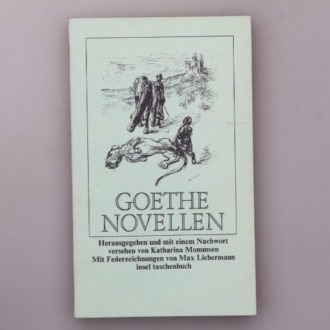 GOETHE
NOVELLEN
Herausgegeben und mit einem Nachwort
versehen von Katharina Mommsen
Mit Federzeichnungen von Max Liebermann
insel taschenbuch